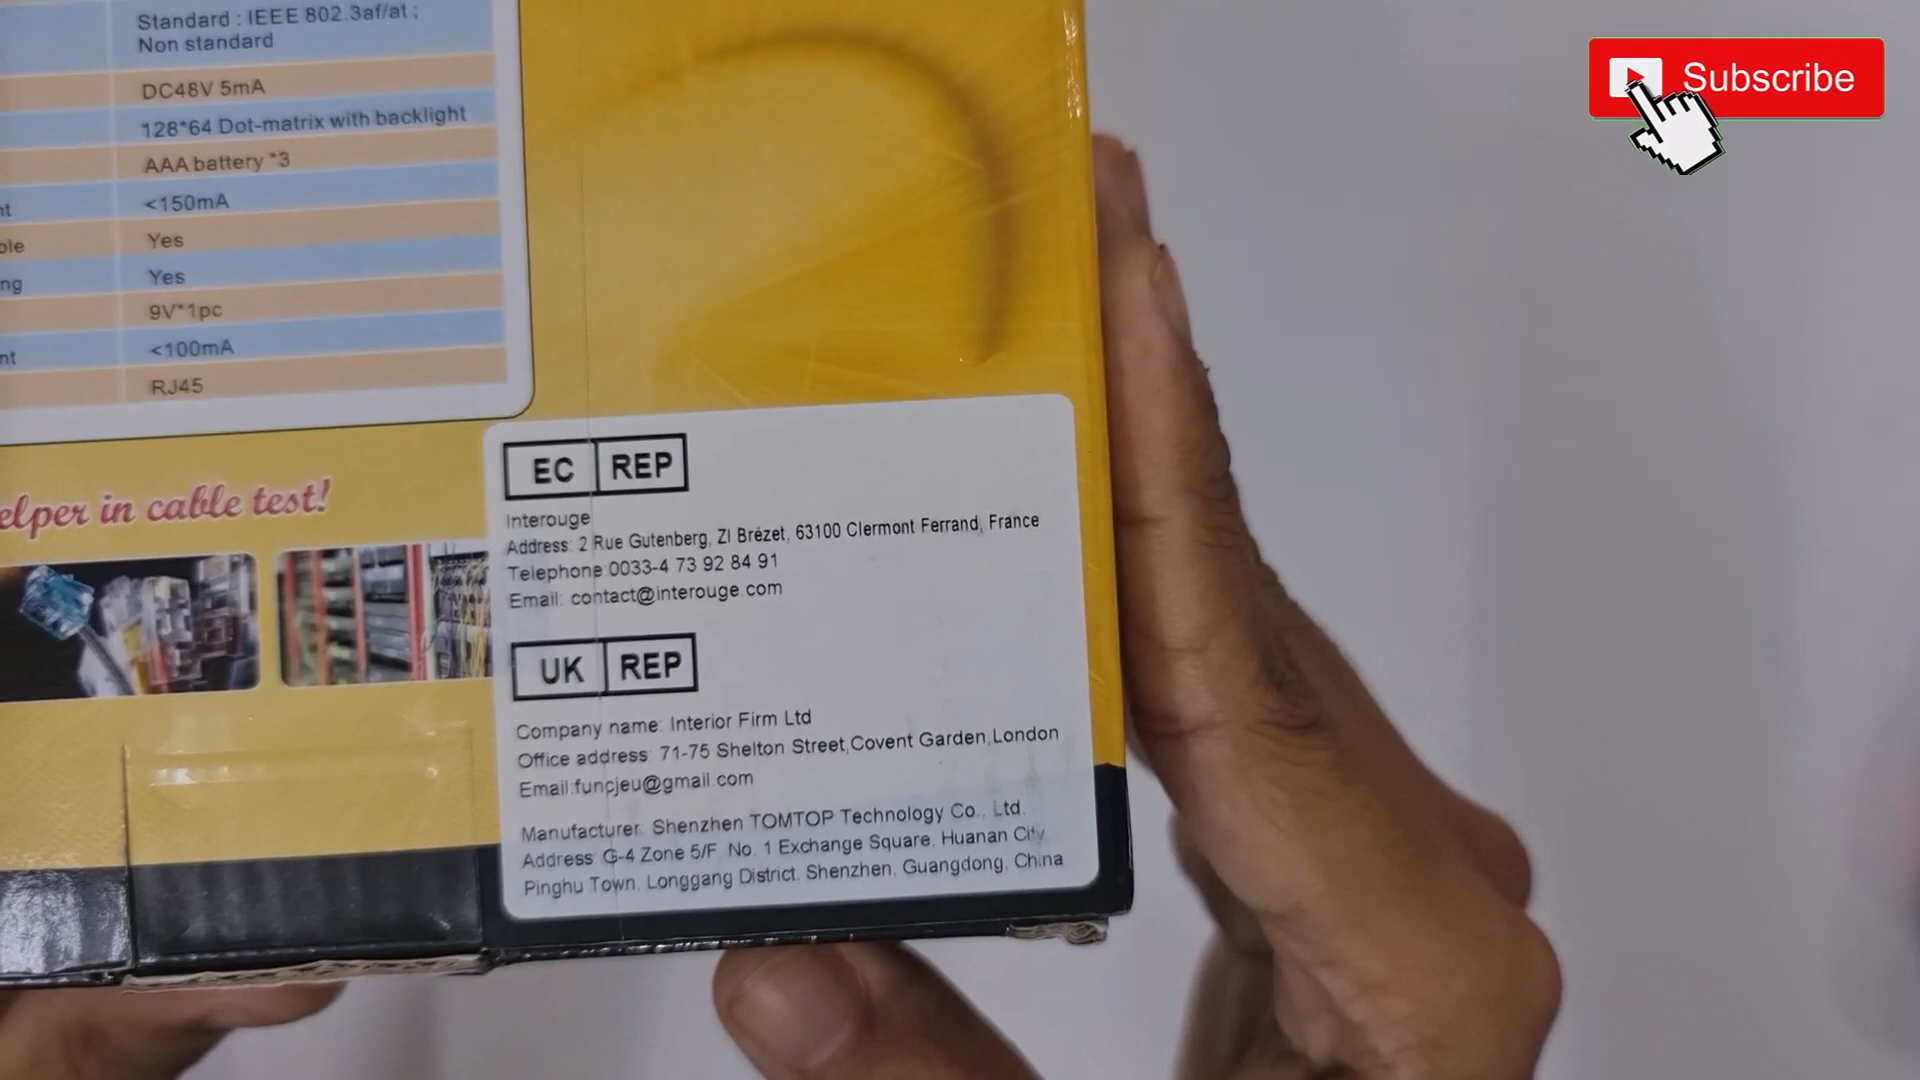 Standard : IEEE 802.3af/at ;
Non standard
DC48V 5mA
128*64 Dot-matrix with backlight
AAA battery *3
nt <150mA
ble Yes
ng Yes
9V*1pc
nt <100mA
RJ45
elper in cable test!
EC REP
Interouge
Address: 2 Rue Gutenberg, ZI Brézet, 63100 Clermont Ferrand, France
Telephone:0033-4 73 92 84 91
Email: contact@interouge.com
UK REP
Company name: Interior Firm Ltd
Office address: 71-75 Shelton Street,Covent Garden,London
Email:funcjeu@gmail.com
Manufacturer: Shenzhen TOMTOP Technology Co., Ltd.
Address: G-4 Zone 5/F, No. 1 Exchange Square, Huanan City,
Pinghu Town, Longgang District, Shenzhen, Guangdong, China
Subscribe